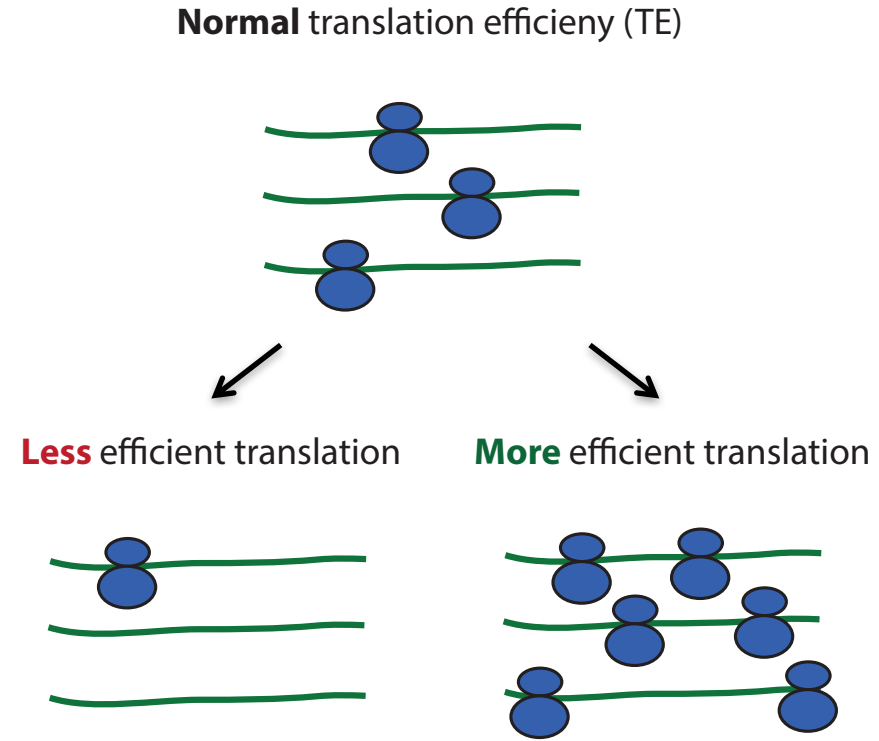 Normal translation efficieny (TE)
Less efficient translation
More efficient translation